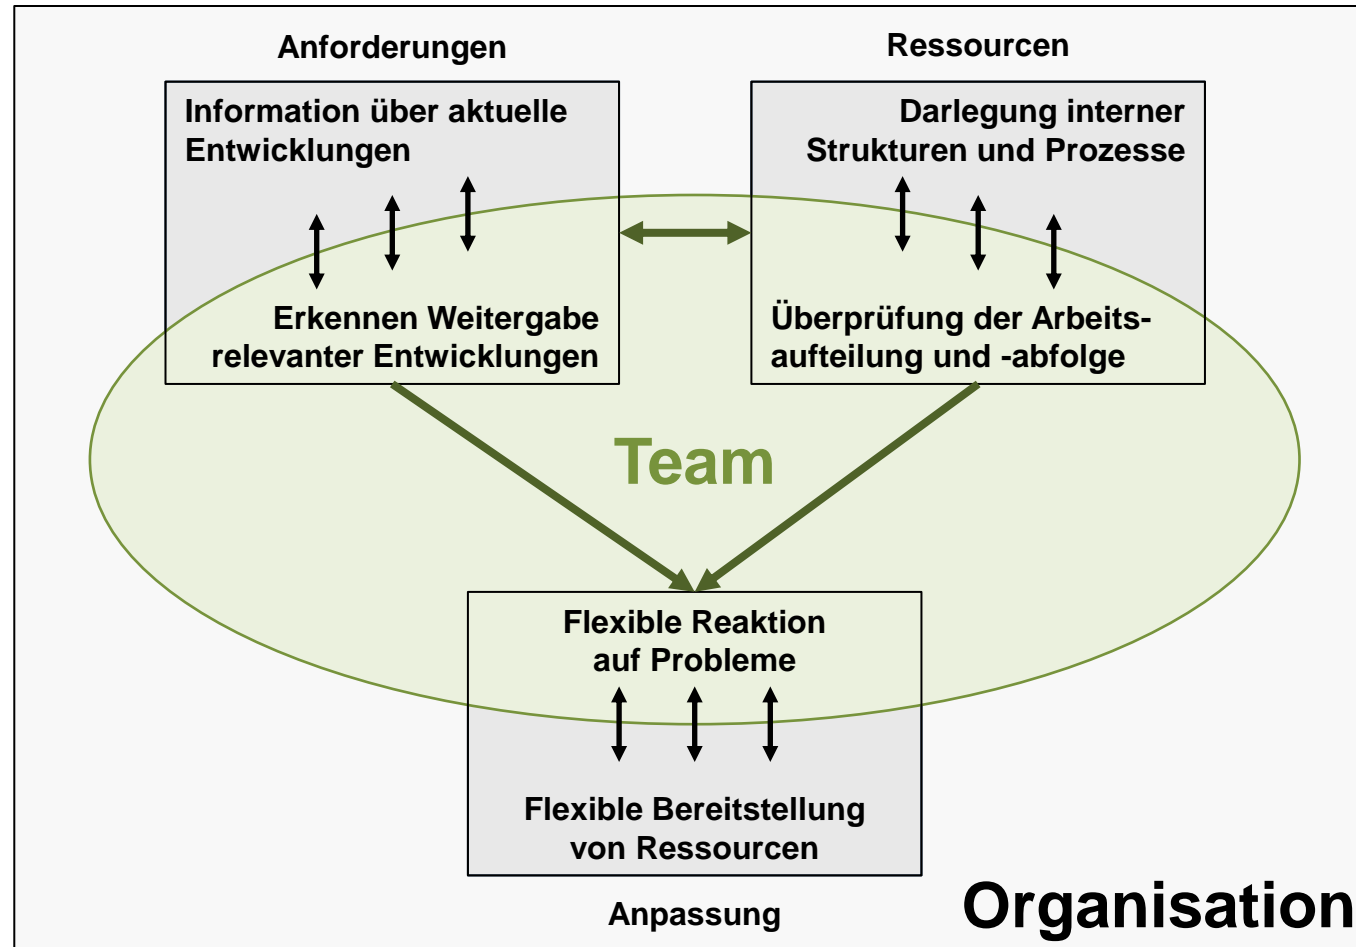 Anforderungen
Ressourcen
Information über aktuelle
Entwicklungen
Darlegung interner
Strukturen und Prozesse
Erkennen Weitergabe
relevanter Entwicklungen
Überprüfung der Arbeits-
aufteilung und -abfolge
Team
Flexible Reaktion
auf Probleme
Flexible Bereitstellung
von Ressourcen
Anpassung
Organisation